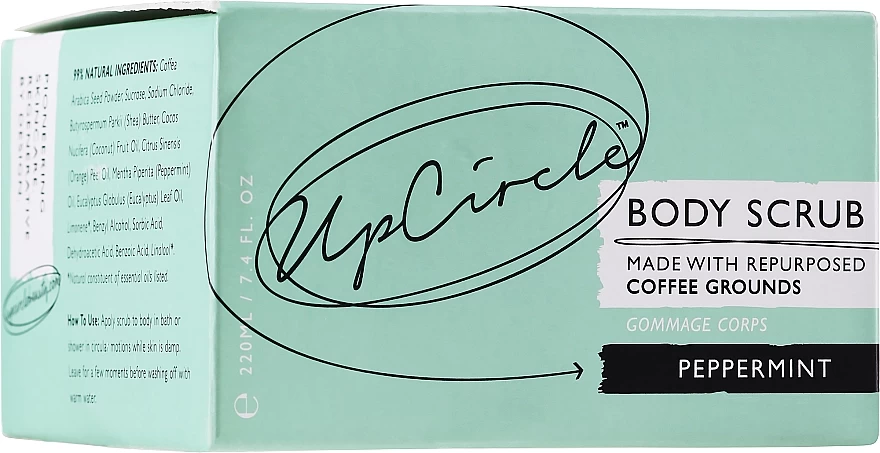 PIONEERING
SKINCARE
BY DESIGN
99% NATURAL INGREDIENTS: Coffea
Arabica Seed Powder, Sucrose, Sodium Chloride,
Butyrospermum Parkii (Shea) Butter, Cocos
Nucifera (Coconut) Fruit Oil, Citrus Sinensis
(Orange) Peel Oil, Mentha Piperita (Peppermint)
Oil, Eucalyptus Globulus (Eucalyptus) Leaf Oil,
Limonene*, Benzyl Alcohol, Sorbic Acid,
Dehydroacetic Acid, Benzoic Acid, Linalool*.
*Natural constituent of essential oils listed
How To Use: Apply scrub to body in bath or
shower in circular motions while skin is damp.
Leave for a few moments before washing off with
warm water.
℮ 220ML / 7.4 FL. OZ
UpCircle™
BODY SCRUB
MADE WITH REPURPOSED
COFFEE GROUNDS
GOMMAGE CORPS
PEPPERMINT